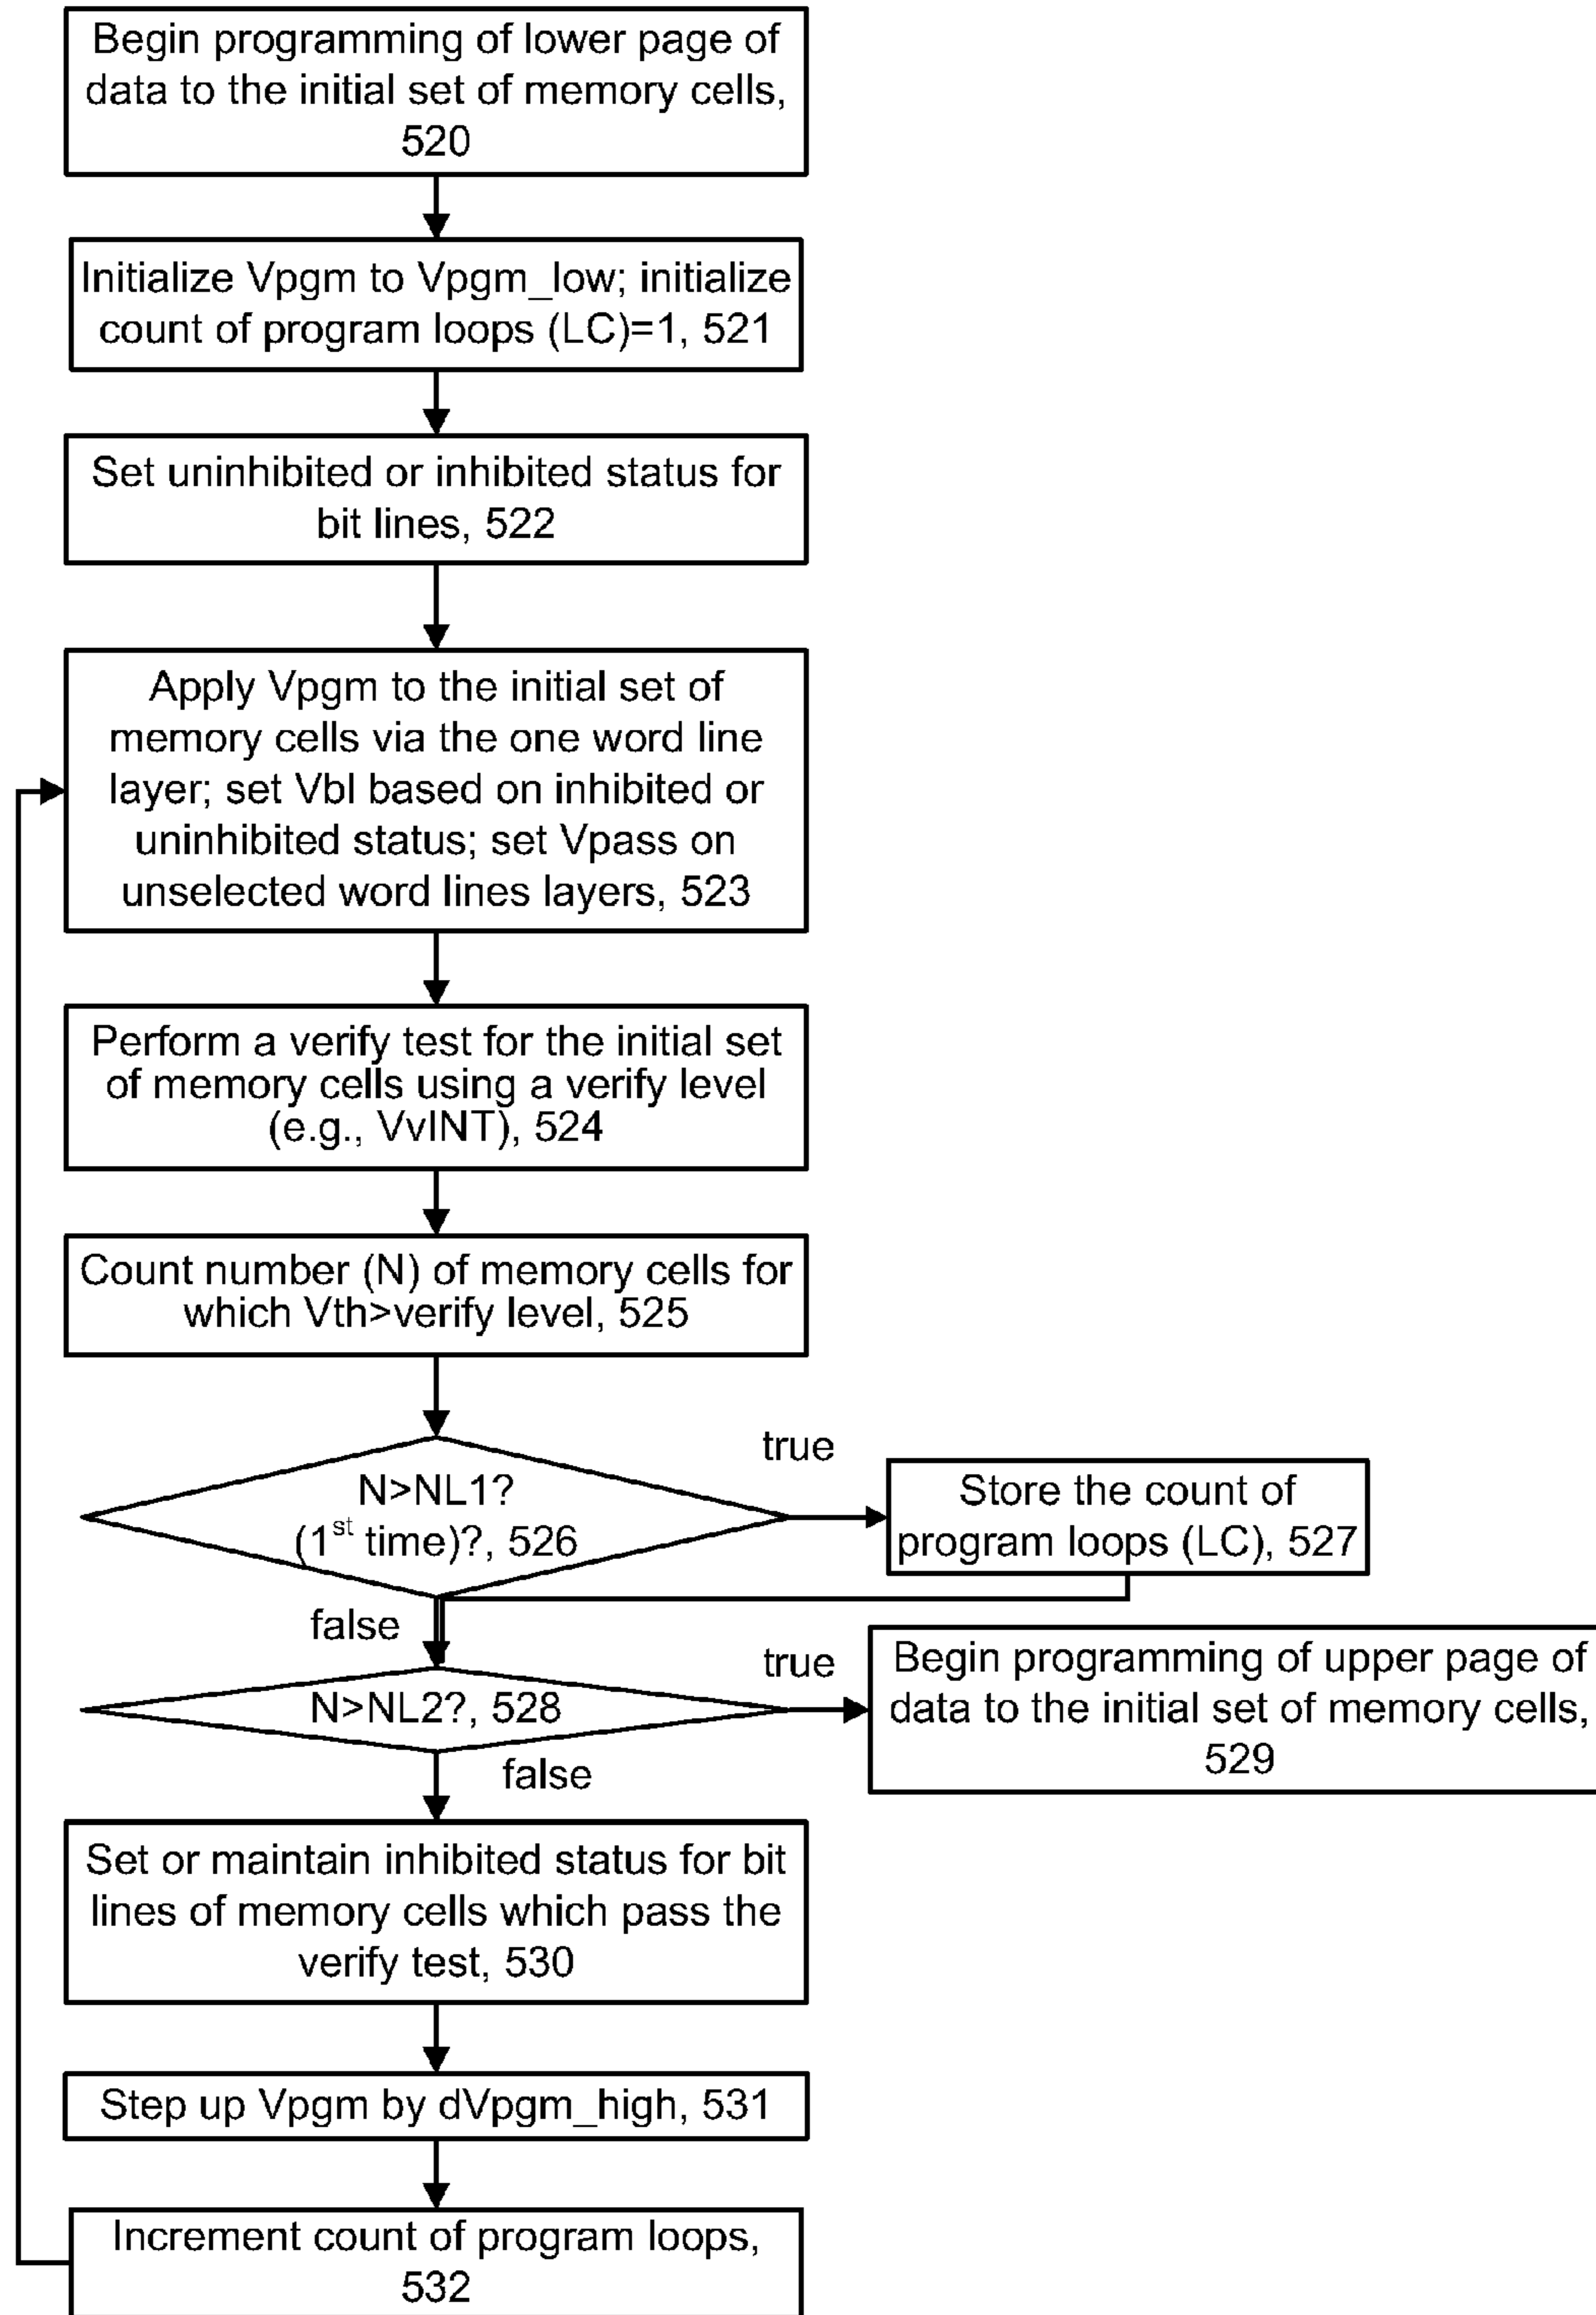 Begin programming of lower page of
data to the initial set of memory cells,
520
Initialize Vpgm to Vpgm_low; initialize
count of program loops (LC)=1, 521
Set uninhibited or inhibited status for
bit lines, 522
Apply Vpgm to the initial set of
memory cells via the one word line
layer; set Vbl based on inhibited or
uninhibited status; set Vpass on
unselected word lines layers, 523
Perform a verify test for the initial set
of memory cells using a verify level
(e.g., VvINT), 524
Count number (N) of memory cells for
which Vth>verify level, 525
true
N>NL1?
(1st time)?, 526
Store the count of
program loops (LC), 527
false
true
N>NL2?, 528
Begin programming of upper page of
data to the initial set of memory cells,
529
false
Set or maintain inhibited status for bit
lines of memory cells which pass the
verify test, 530
Step up Vpgm by dVpgm_high, 531
Increment count of program loops,
532